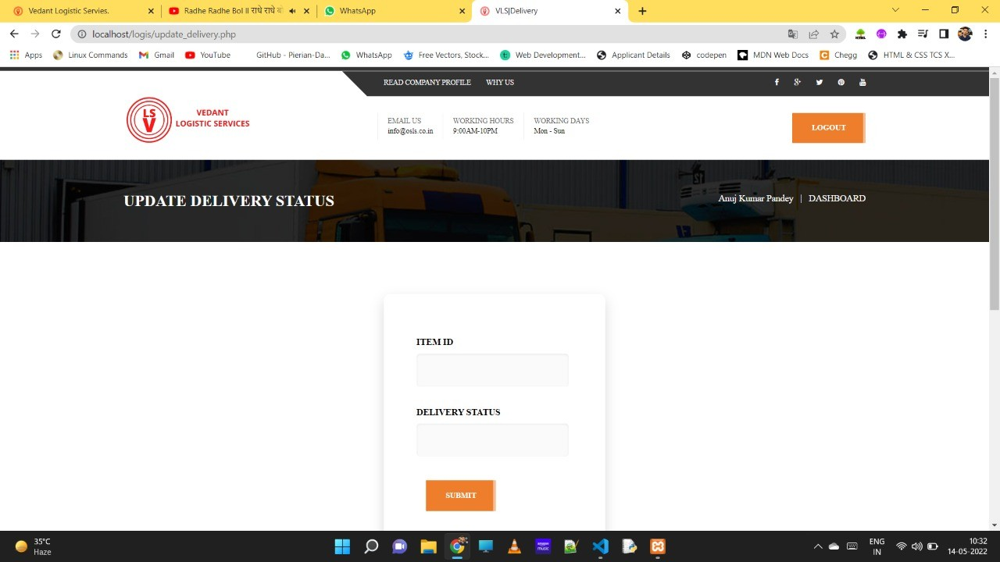 Vedant Logistic Servies.
Radhe Radhe Bol ll राधे राधे
WhatsApp
VLS|Delivery
localhost/logis/update_delivery.php
Apps
Linux Commands
Gmail
YouTube
GitHub - Pierian-Da...
WhatsApp
Free Vectors, Stock...
Web Development...
Applicant Details
codepen
MDN Web Docs
Chegg
HTML & CSS TCS X...
READ COMPANY PROFILE
WHY US
LS
V
VEDANT
LOGISTIC SERVICES
EMAIL US
info@osls.co.in
WORKING HOURS
9:00AM-10PM
WORKING DAYS
Mon - Sun
LOGOUT
UPDATE DELIVERY STATUS
Anuj Kumar Pandey | DASHBOARD
ITEM ID
DELIVERY STATUS
SUBMIT
35°C
Haze
ENG
IN
10:32
14-05-2022